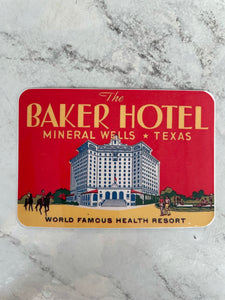 The
BAKER HOTEL
MINERAL WELLS ★ TEXAS
WORLD FAMOUS HEALTH RESORT